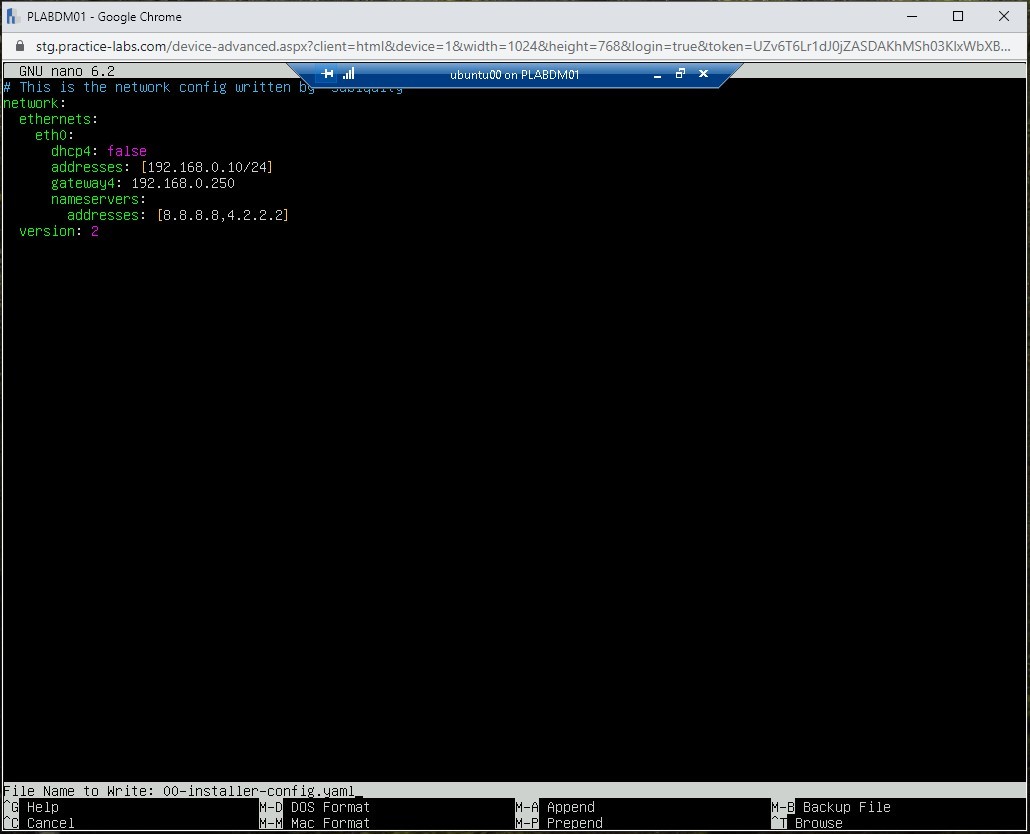 PLABDM01 - Google Chrome
stg.practice-labs.com/device-advanced.aspx?client=html&device=1&width=1024&height=768&login=true&token=UZv6T6Lr1dJ0jZASDAKhMSh03KlxWbXB...
GNU nano 6.2
ubuntu00 on PLABDM01
# This is the network config written by 'subiquity'
network:
ethernets:
eth0:
dhcp4: false
addresses: [192.168.0.10/24]
gateway4: 192.168.0.250
nameservers:
addresses: [8.8.8.8,4.2.2.2]
version: 2
File Name to Write: 00-installer-config.yaml
^G Help M-D DOS Format M-A Append M-B Backup File
^C Cancel M-M Mac Format M-P Prepend ^T Browse